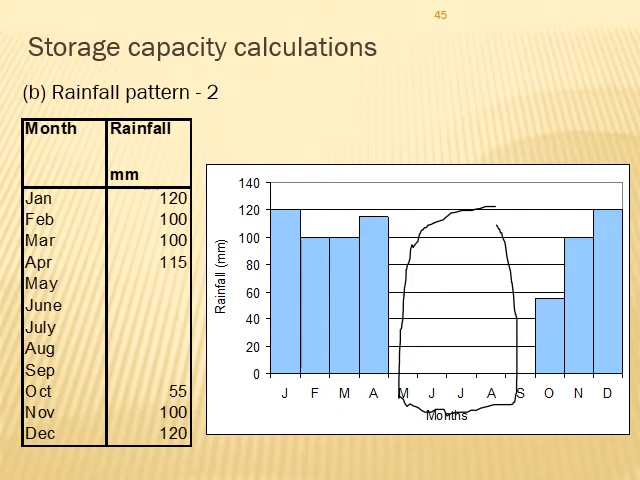 45
Storage capacity calculations
(b) Rainfall pattern - 2
Month Rainfall
mm
Jan 120
Feb 100
Mar 100
Apr 115
May
June
July
Aug
Sep
Oct 55
Nov 100
Dec 120
140
120
100
80
60
40
20
0
Rainfall (mm)
J F M A M J J A S O N D
Months